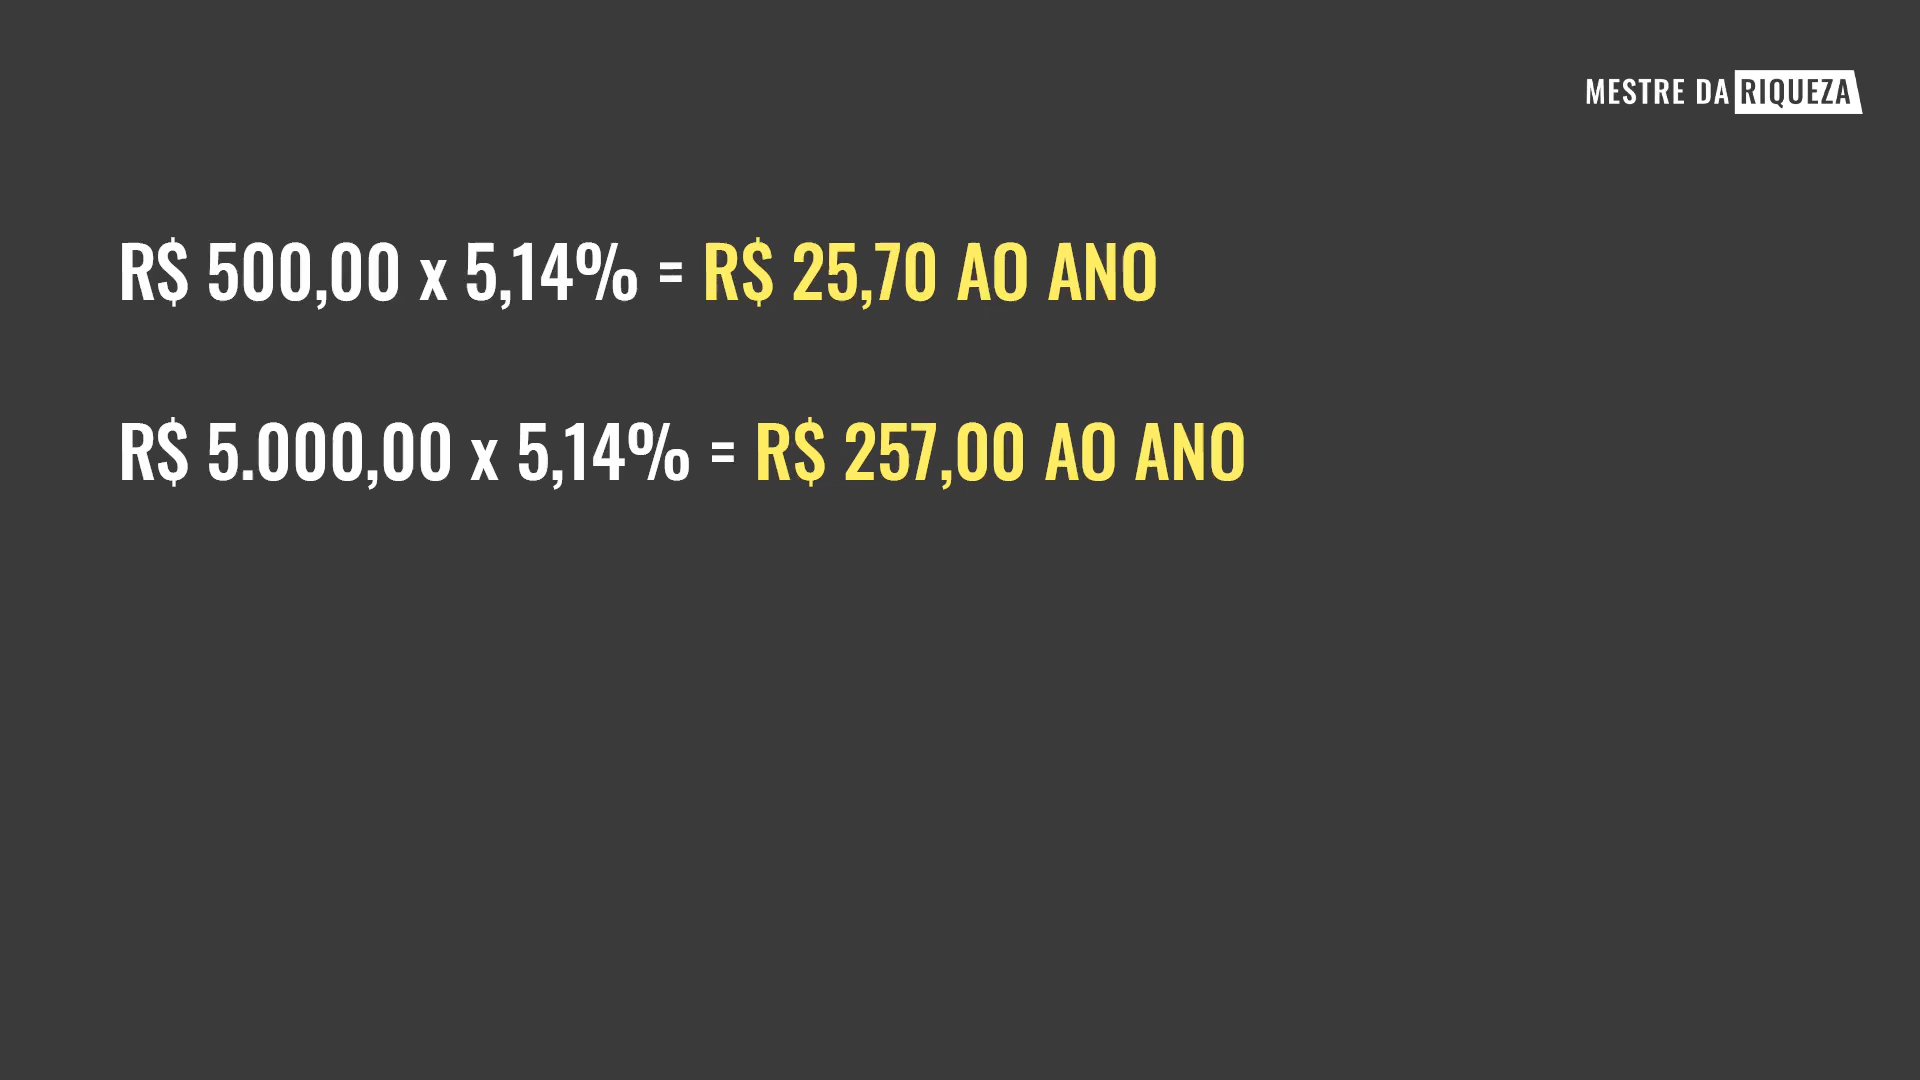 MESTRE DA RIQUEZA
R$ 500,00 x 5,14% = R$ 25,70 AO ANO
R$ 5.000,00 x 5,14% = R$ 257,00 AO ANO